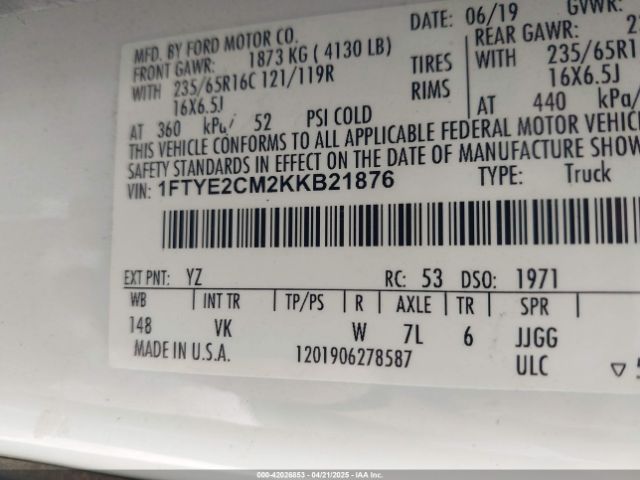 MFD. BY FORD MOTOR CO. DATE: 06/19 GVWR:
FRONT GAWR: 1873 KG ( 4130 LB) REAR GAWR:
WITH 235/65R16C 121/119R TIRES WITH 235/65R1
16X6.5J RIMS 16X6.5J
AT 360 kPa/ 52 PSI COLD AT 440 kPa/
THIS VEHICLE CONFORMS TO ALL APPLICABLE FEDERAL MOTOR VEHIC
SAFETY STANDARDS IN EFFECT ON THE DATE OF MANUFACTURE SHOW
VIN: 1FTYE2CM2KKB21876 TYPE: Truck
EXT PNT: YZ RC: 53 DSO: 1971
WB INT TR TP/PS R AXLE TR SPR
148 VK W 7L 6 JJGG
MADE IN U.S.A. 1201906278587 ULC
000-42026853 - 04/21/2025 - IAA Inc.